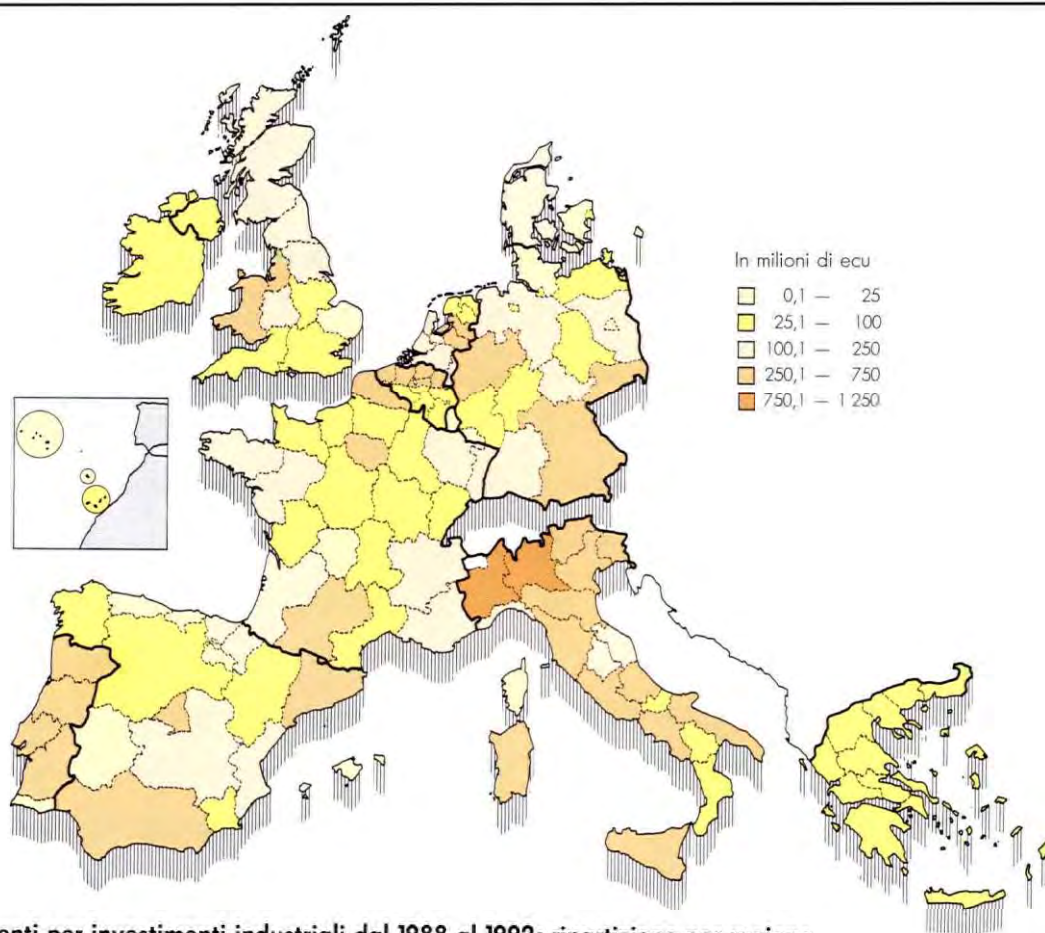 In milioni di ecu
0,1 — 25
25,1 — 100
100,1 — 250
250,1 — 750
750,1 — 1 250
per investimenti industriali dal 1988 al 1992: ripartizione per regione